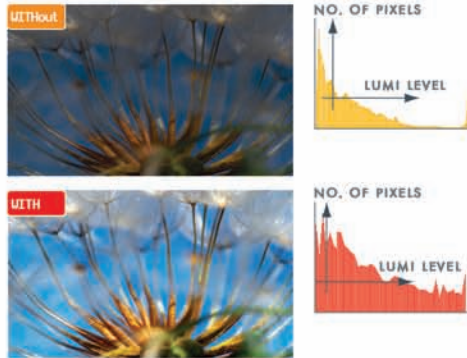 WITHout
NO. OF PIXELS
LUMI LEVEL
WITH
NO. OF PIXELS
LUMI LEVEL